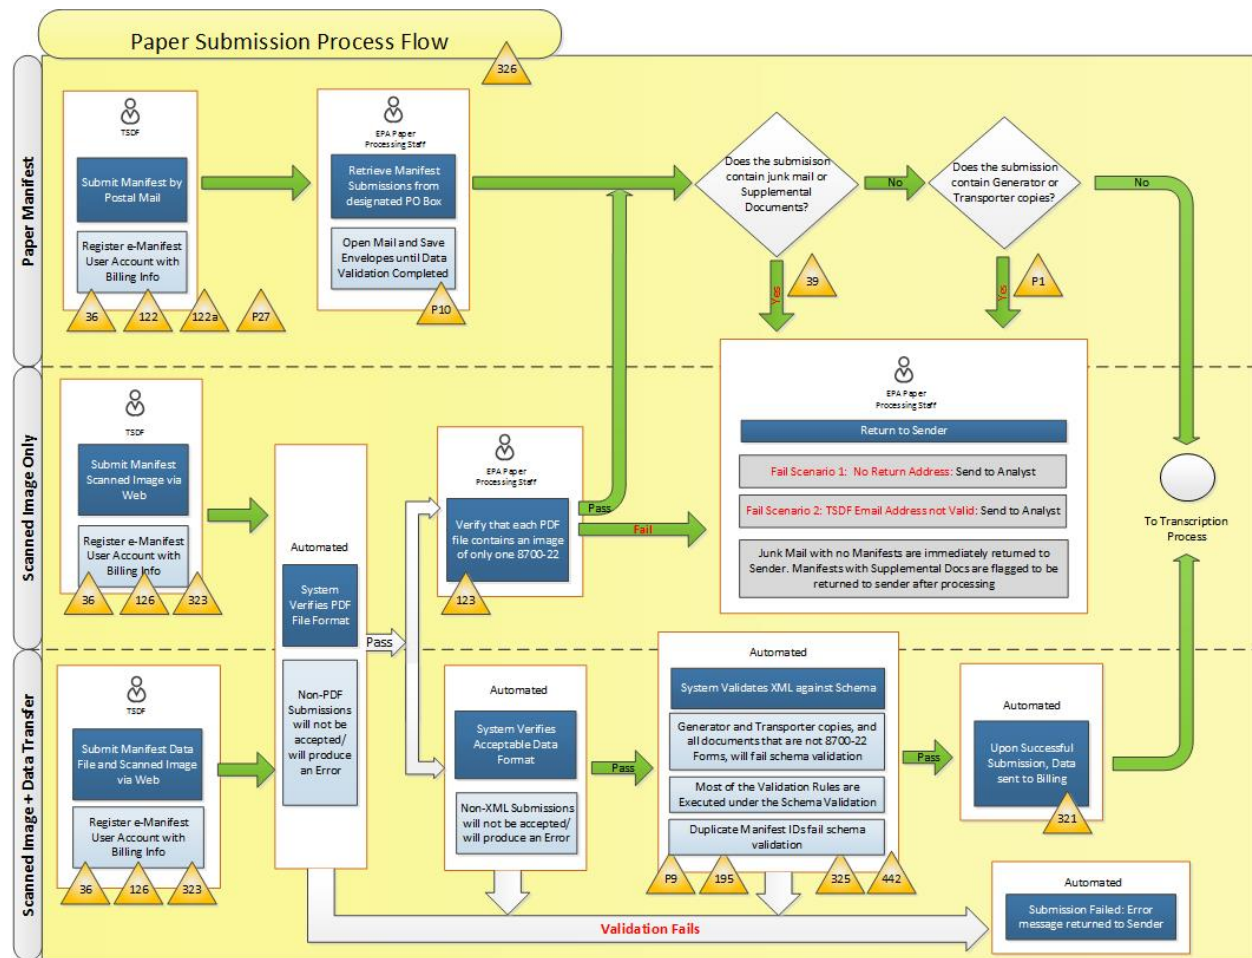 Paper Submission Process Flow
326
Paper Manifest
TSDF
Submit Manifest by
Postal Mail
Register e-Manifest
User Account with
Billing Info
36
122
122a
P27
EPA Paper
Processing Staff
Retrieve Manifest
Submissions from
designated PO Box
Open Mail and Save
Envelopes until Data
Validation Completed
P10
Does the submisison
contain junk mail or
Supplemental
Documents?
No
Does the submission
contain Generator or
Transporter copies?
No
Yes
39
Yes
P1
Scanned Image Only
TSDF
Submit Manifest
Scanned Image via
Web
Register e-Manifest
User Account with
Billing Info
36
126
323
Automated
System
Verifies PDF
File Format
Non-PDF
Submissions
will not be
accepted/
will produce
an Error
Pass
EPA Paper
Processing Staff
Verify that each PDF
file contains an image
of only one 8700-22
123
Pass
Fail
EPA Paper
Processing Staff
Return to Sender
Fail Scenario 1: No Return Address: Send to Analyst
Fail Scenario 2: TSDF Email Address not Valid: Send to Analyst
Junk Mail with no Manifests are immediately returned to
Sender. Manifests with Supplemental Docs are flagged to be
returned to sender after processing
To Transcription
Process
Scanned Image + Data Transfer
TSDF
Submit Manifest Data
File and Scanned Image
via Web
Register e-Manifest
User Account with
Billing Info
36
126
323
Automated
System Verifies
Acceptable Data
Format
Non-XML Submissions
will not be accepted/
will produce an Error
Pass
Automated
System Validates XML against Schema
Generator and Transporter copies, and
all documents that are not 8700-22
Forms, will fail schema validation
Most of the Validation Rules are
Executed under the Schema Validation
Duplicate Manifest IDs fail schema
validation
P9
195
325
442
Pass
Automated
Upon Successful
Submission, Data
sent to Billing
321
Validation Fails
Automated
Submission Failed: Error
message returned to Sender